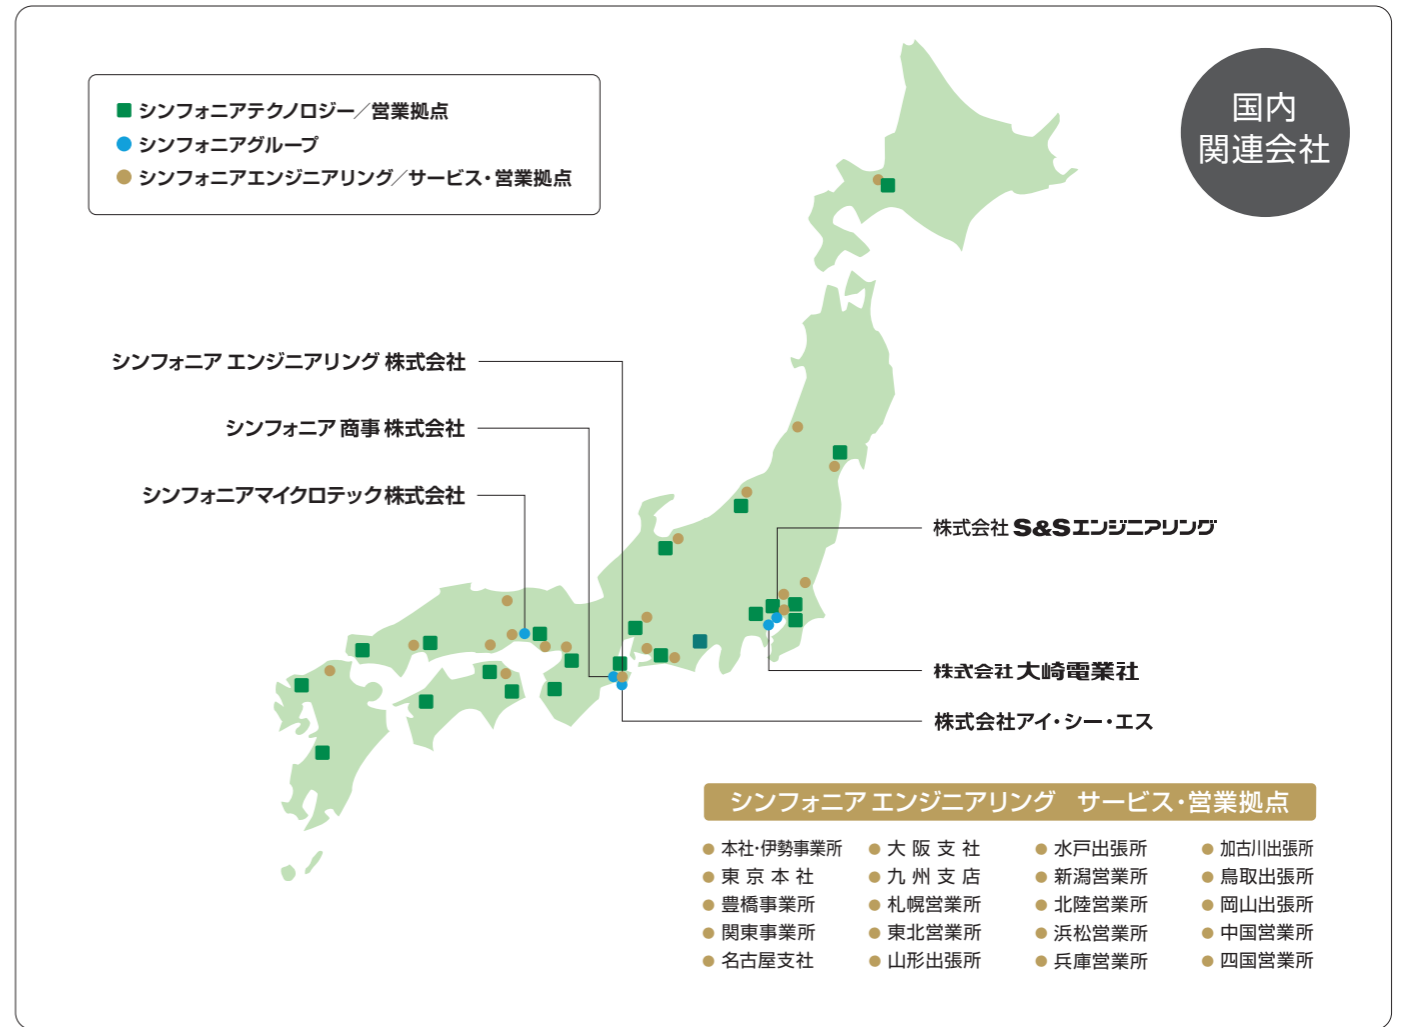 国内
関連会社
シンフォニアテクノロジー／営業拠点
シンフォニアグループ
シンフォニアエンジニアリング／サービス・営業拠点
シンフォニア エンジニアリング 株式会社
シンフォニア 商事 株式会社
シンフォニアマイクロテック 株式会社
株式会社 S&Sエンジニアリング
株式会社 大崎電業社
株式会社アイ・シー・エス
シンフォニア エンジニアリング　サービス・営業拠点
本社・伊勢事業所
東京本社
豊橋事業所
関東事業所
名古屋支社
大阪支社
九州支店
札幌営業所
東北営業所
山形出張所
水戸出張所
新潟営業所
北陸営業所
浜松営業所
兵庫営業所
加古川出張所
鳥取出張所
岡山出張所
中国営業所
四国営業所